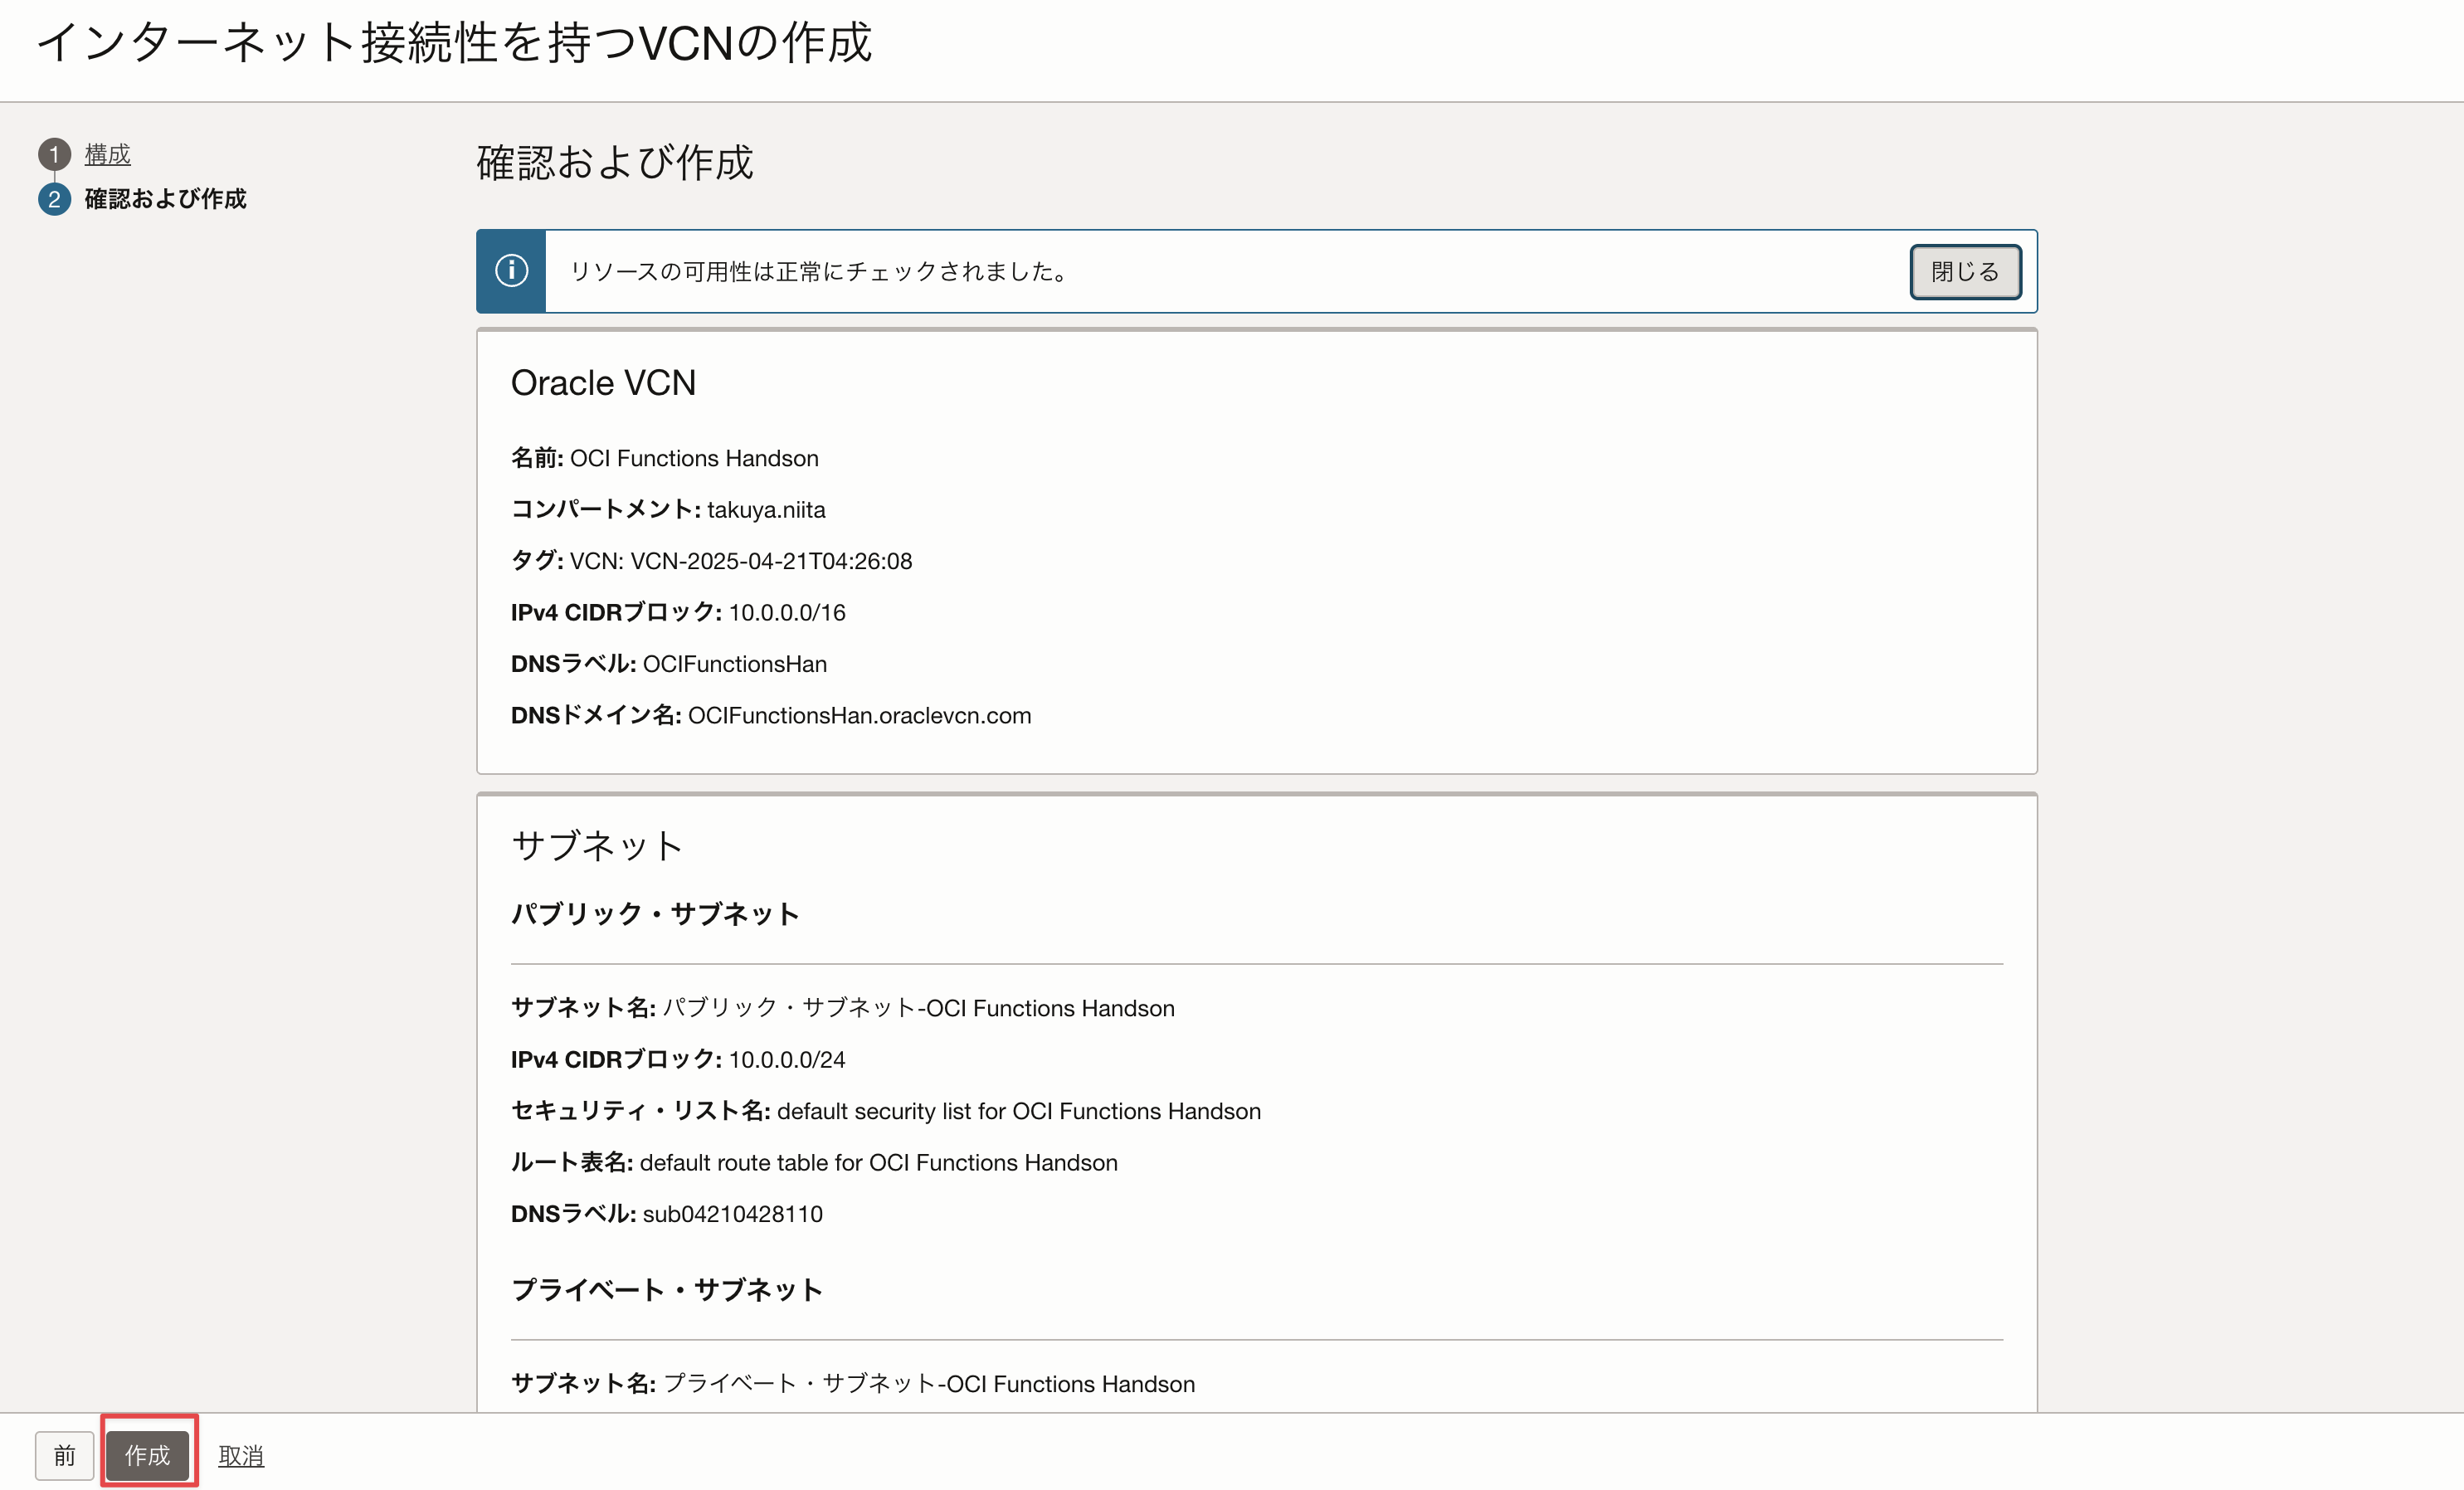 インターネット接続性を持つVCNの作成
1 構成
2 確認および作成
確認および作成
リソースの可用性は正常にチェックされました。
閉じる
Oracle VCN
名前: OCI Functions Handson
コンパートメント: takuya.niita
タグ: VCN: VCN-2025-04-21T04:26:08
IPv4 CIDRブロック: 10.0.0.0/16
DNSラベル: OCIFunctionsHan
DNSドメイン名: OCIFunctionsHan.oraclevcn.com
サブネット
パブリック・サブネット
サブネット名: パブリック・サブネット-OCI Functions Handson
IPv4 CIDRブロック: 10.0.0.0/24
セキュリティ・リスト名: default security list for OCI Functions Handson
ルート表名: default route table for OCI Functions Handson
DNSラベル: sub04210428110
プライベート・サブネット
サブネット名: プライベート・サブネット-OCI Functions Handson
前 作成 取消